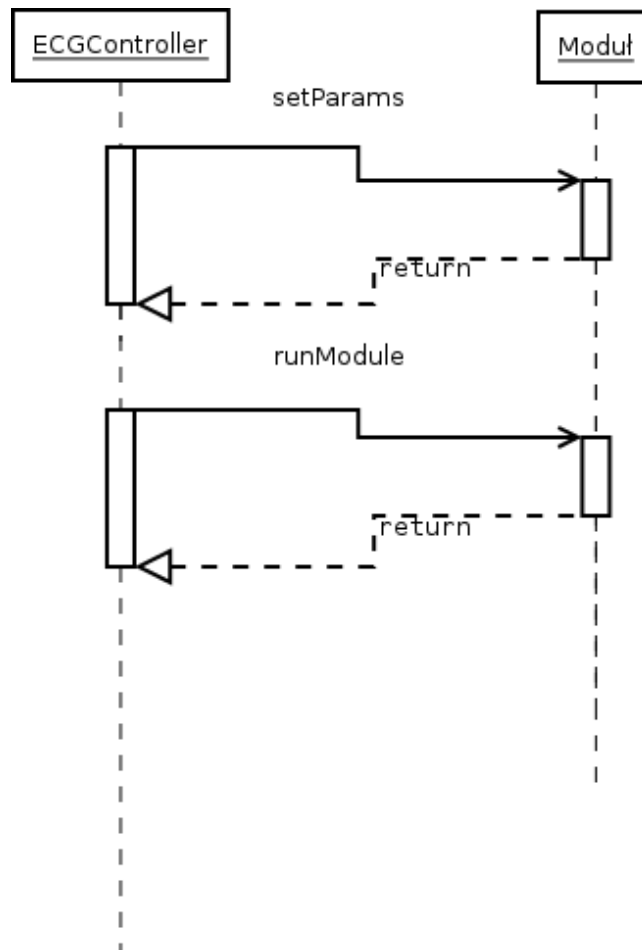 ECGController
Moduł
setParams
return
runModule
return